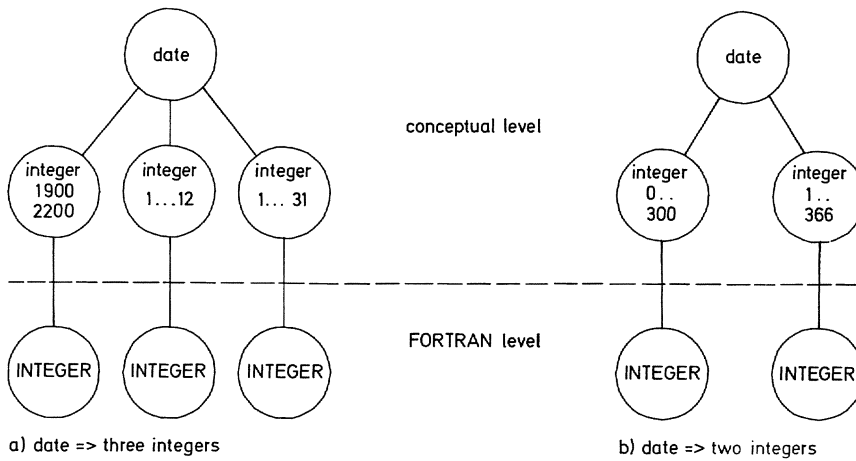 date
date
conceptual level
integer
1900
2200
integer
1...12
integer
1... 31
integer
0..
300
integer
1..
366
FORTRAN level
INTEGER
INTEGER
INTEGER
INTEGER
INTEGER
a) date => three integers
b) date => two integers